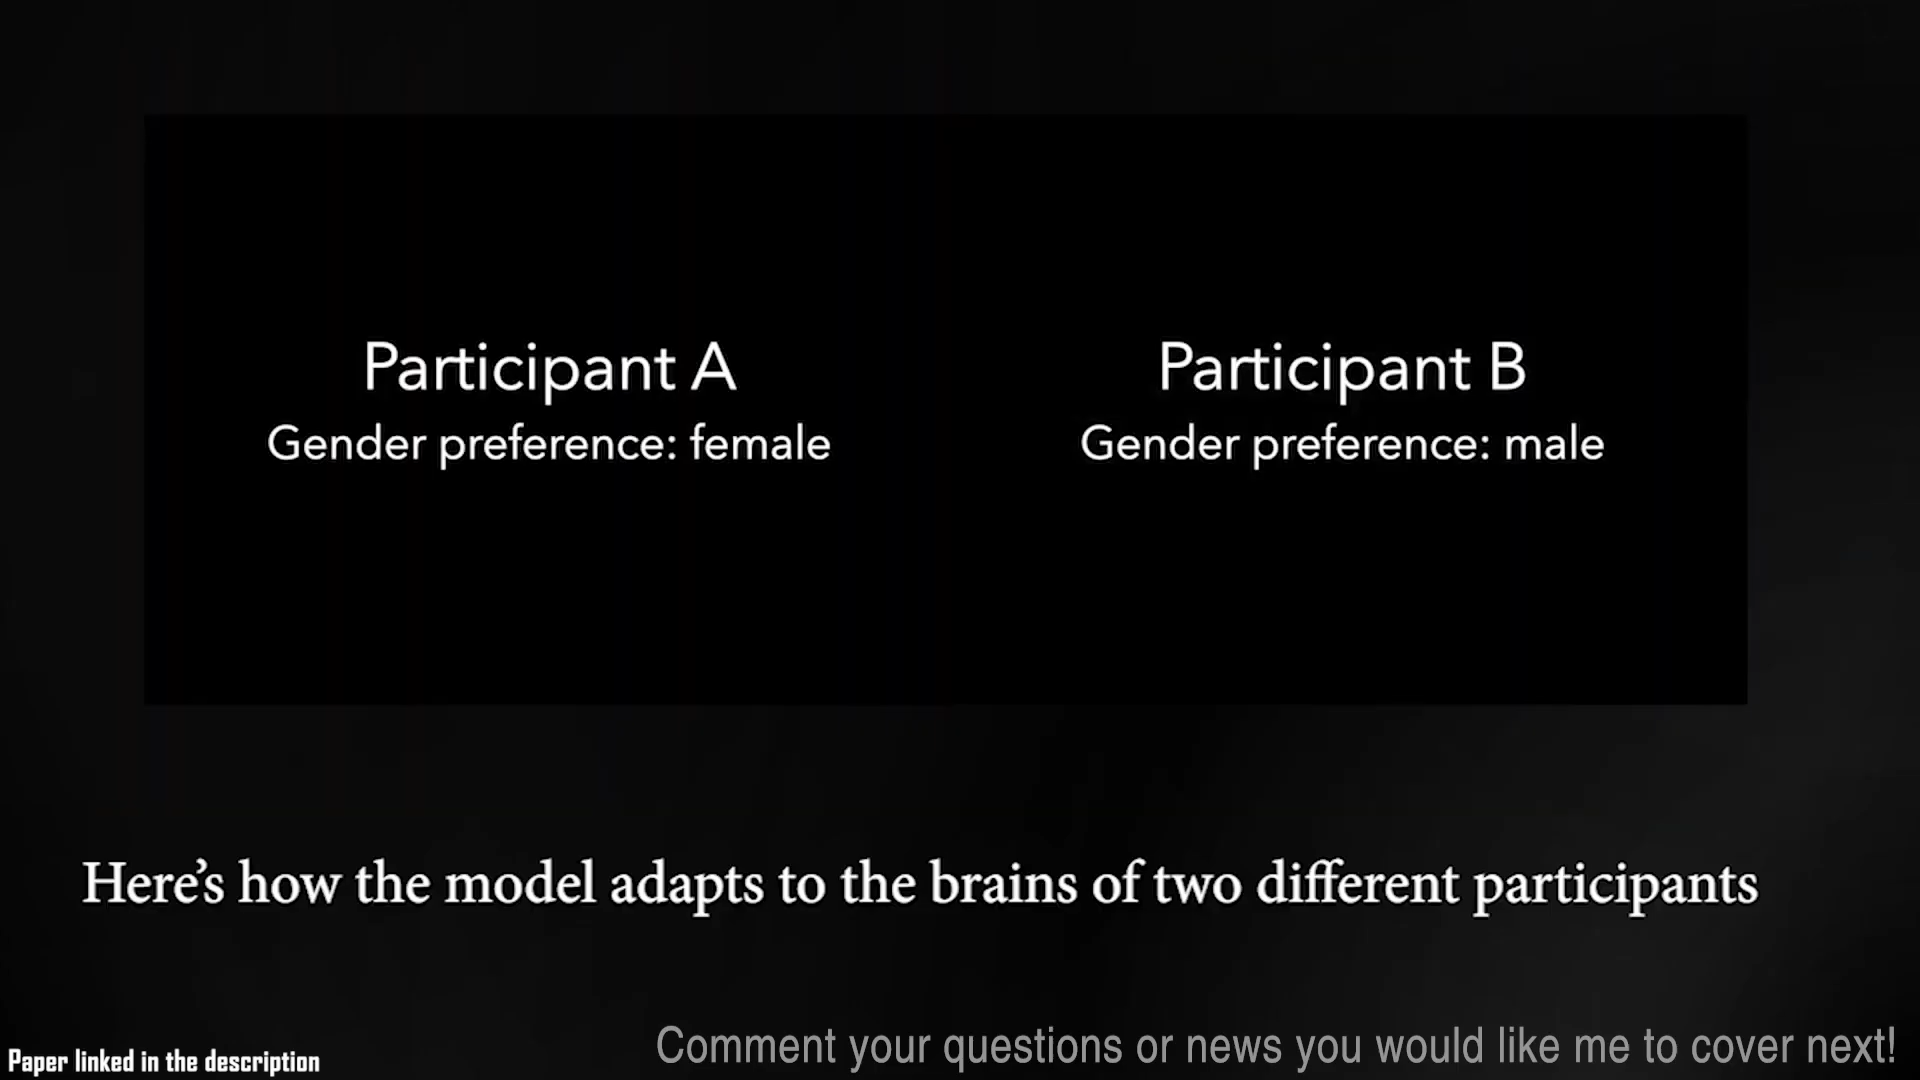 Participant A
Gender preference: female
Participant B
Gender preference: male
Here’s how the model adapts to the brains of two different participants
Paper linked in the description
Comment your questions or news you would like me to cover next!